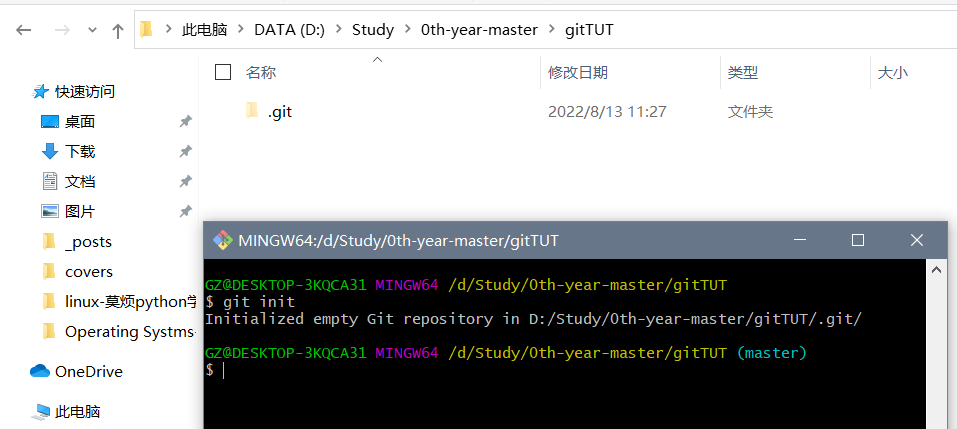 此电脑 DATA (D:) Study 0th-year-master gitTUT
名称 修改日期 类型 大小
快速访问
.git 2022/8/13 11:27 文件夹
桌面
下载
文档
图片
_posts
covers
linux-莫烦python学
Operating Systms-
OneDrive
此电脑
MINGW64:/d/Study/0th-year-master/gitTUT
GZ@DESKTOP-3KQCA31 MINGW64 /d/Study/0th-year-master/gitTUT
$ git init
Initialized empty Git repository in D:/Study/0th-year-master/gitTUT/.git/
GZ@DESKTOP-3KQCA31 MINGW64 /d/Study/0th-year-master/gitTUT (master)
$